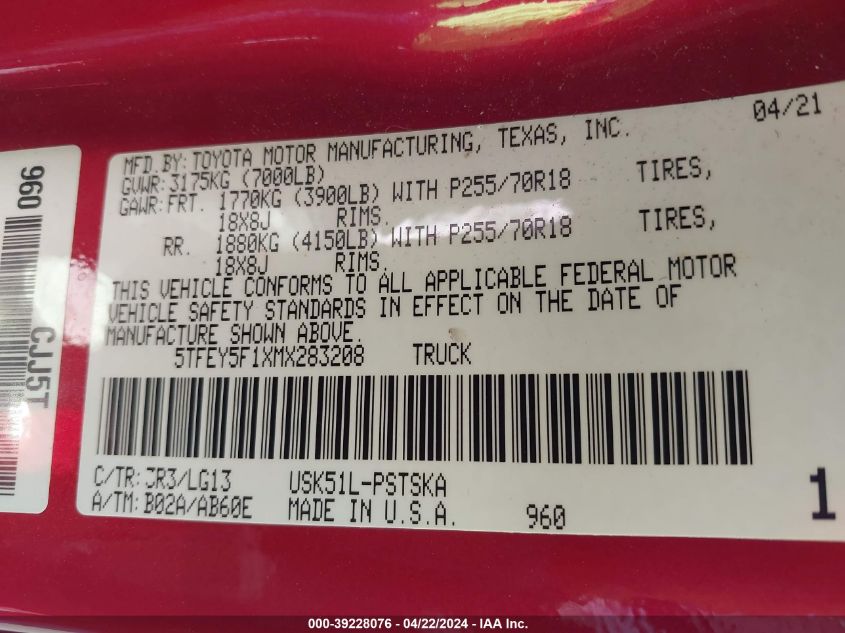 04/21
MFD.BY:TOYOTA MOTOR MANUFACTURING, TEXAS, INC.
GVWR:3175KG (7000LB)
GAWR:FRT. 1770KG (3900LB) WITH P255/70R18 TIRES,
18X8J RIMS.
RR. 1880KG (4150LB) WITH P255/70R18 TIRES,
18X8J RIMS.
THIS VEHICLE CONFORMS TO ALL APPLICABLE FEDERAL MOTOR
VEHICLE SAFETY STANDARDS IN EFFECT ON THE DATE OF
MANUFACTURE SHOWN ABOVE.
5TFEY5F1XMX283208 TRUCK
C/TR:3R3/LG13 USK51L-PSTSKA
A/TM:B02A/AB60E MADE IN U.S.A. 960
1
960
CJJ5T
000-39228076 - 04/22/2024 - IAA Inc.